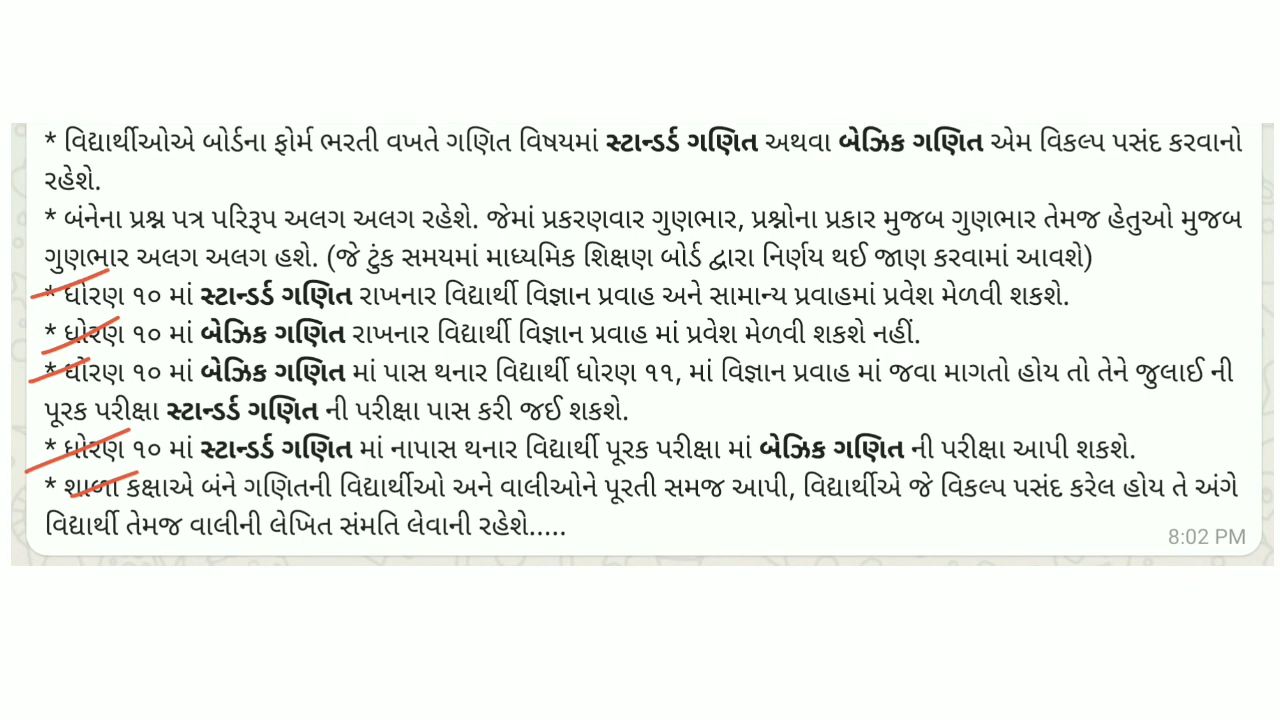 * વિદ્યાર્થીઓએ બોર્ડના ફોર્મ ભરતી વખતે ગણિત વિષયમાં સ્ટાન્ડર્ડ ગણિત અથવા બેઝિક ગણિત એમ વિકલ્પ પસંદ કરવાનો
રહેશે.
* બંનેના પ્રશ્ન પત્ર પરિરૂપ અલગ અલગ રહેશે. જેમાં પ્રકરણવાર ગુણભાર, પ્રશ્નોના પ્રકાર મુજબ ગુણભાર તેમજ હેતુઓ મુજબ
ગુણભાર અલગ અલગ હશે. (જે ટુંક સમયમાં માધ્યમિક શિક્ષણ બોર્ડ દ્વારા નિર્ણય થઈ જાણ કરવામાં આવશે)
* ધોરણ ૧૦ માં સ્ટાન્ડર્ડ ગણિત રાખનાર વિદ્યાર્થી વિજ્ઞાન પ્રવાહ અને સામાન્ય પ્રવાહમાં પ્રવેશ મેળવી શકશે.
* ધોરણ ૧૦ માં બેઝિક ગણિત રાખનાર વિદ્યાર્થી વિજ્ઞાન પ્રવાહ માં પ્રવેશ મેળવી શકશે નહીં.
* ધોરણ ૧૦ માં બેઝિક ગણિત માં પાસ થનાર વિદ્યાર્થી ધોરણ ૧૧, માં વિજ્ઞાન પ્રવાહ માં જવા માગતો હોય તો તેને જુલાઈ ની
પૂરક પરીક્ષા સ્ટાન્ડર્ડ ગણિત ની પરીક્ષા પાસ કરી જઈ શકશે.
* ધોરણ ૧૦ માં સ્ટાન્ડર્ડ ગણિત માં નાપાસ થનાર વિદ્યાર્થી પૂરક પરીક્ષા માં બેઝિક ગણિત ની પરીક્ષા આપી શકશે.
* શાળા કક્ષાએ બંને ગણિતની વિદ્યાર્થીઓ અને વાલીઓને પૂરતી સમજ આપી, વિદ્યાર્થીએ જે વિકલ્પ પસંદ કરેલ હોય તે અંગે
વિદ્યાર્થી તેમજ વાલીની લેખિત સંમતિ લેવાની રહેશે.....
8:02 PM